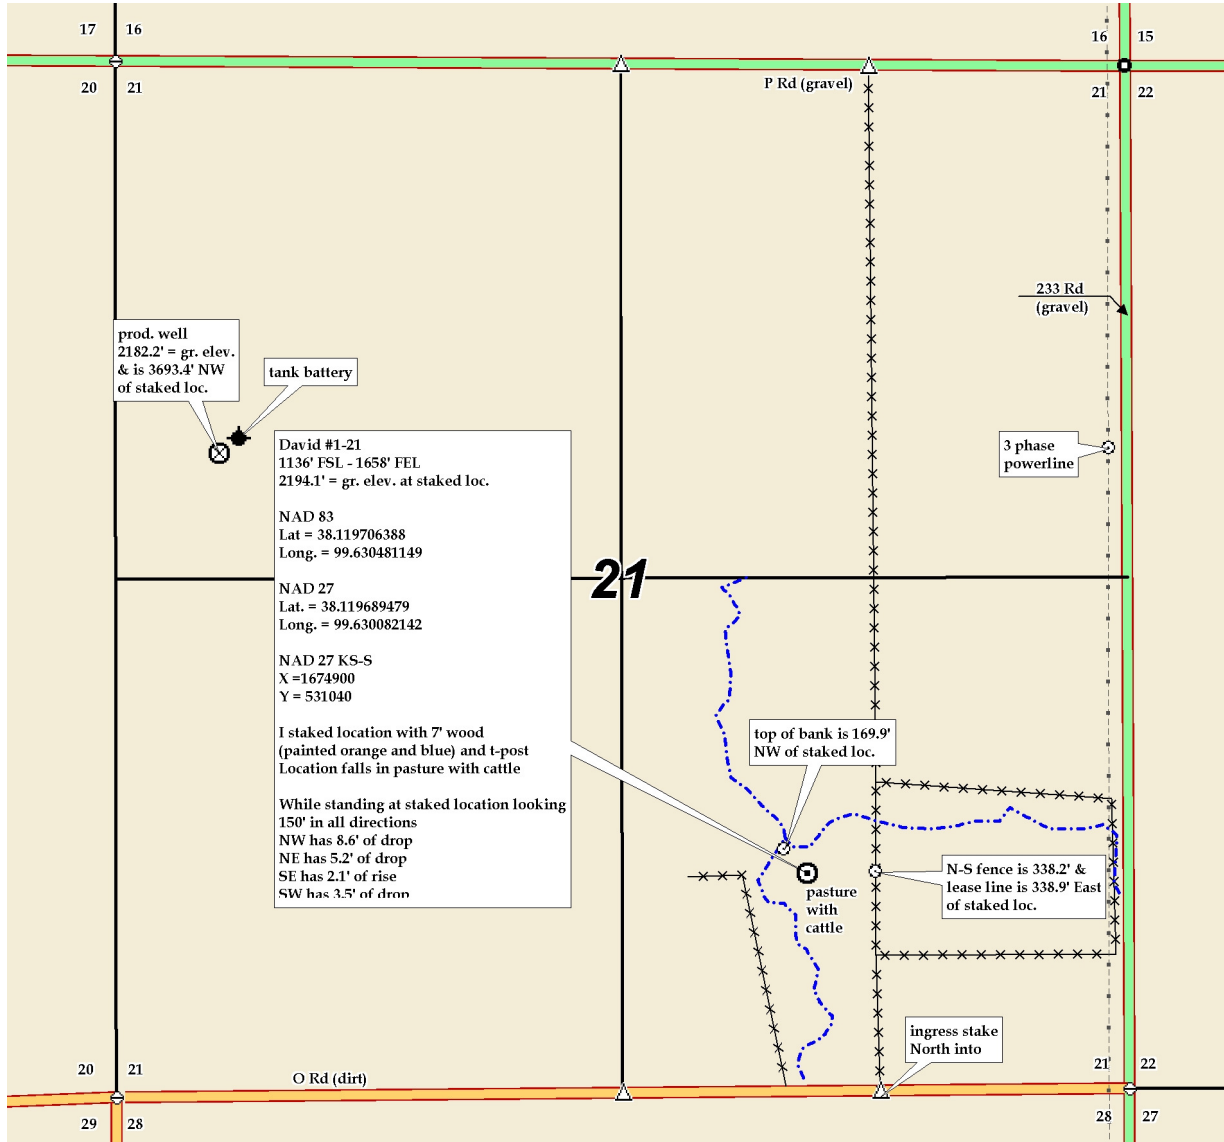 17 16
16 15
20 21
P Rd (gravel)
21 22
233 Rd
(gravel)
prod. well
2182.2' = gr. elev.
& is 3693.4' NW
of staked loc.
tank battery
David #1-21
1136' FSL - 1658' FEL
2194.1' = gr. elev. at staked loc.
NAD 83
Lat = 38.119706388
Long. = 99.630481149
NAD 27
Lat. = 38.119689479
Long. = 99.630082142
NAD 27 KS-S
X =1674900
Y = 531040
I staked location with 7' wood
(painted orange and blue) and t-post
Location falls in pasture with cattle
While standing at staked location looking
150' in all directions
NW has 8.6' of drop
NE has 5.2' of drop
SE has 2.1' of rise
SW has 3.5' of drop
3 phase
powerline
21
top of bank is 169.9'
NW of staked loc.
N-S fence is 338.2' &
lease line is 338.9' East
of staked loc.
pasture
with
cattle
ingress stake
North into
20 21
O Rd (dirt)
21 22
29 28
28 27